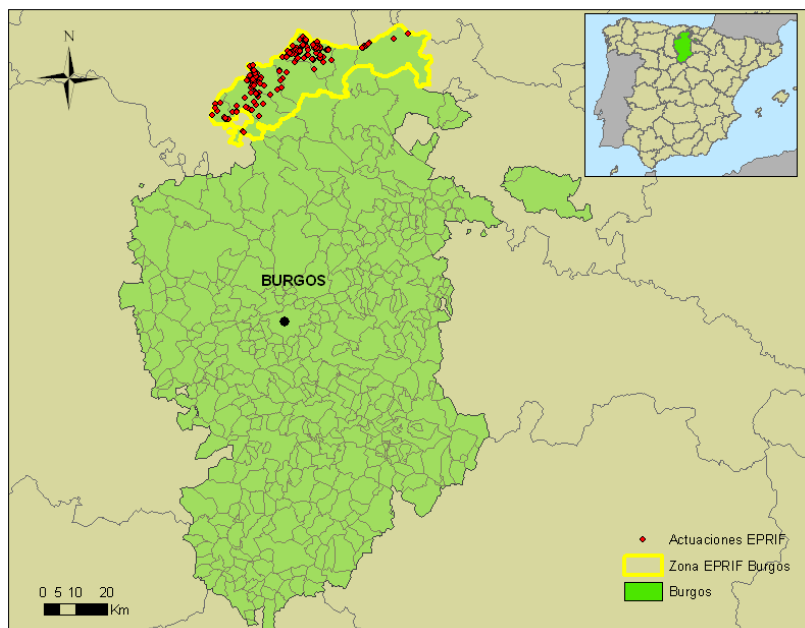 N
BURGOS
Actuaciones EPRIF
Zona EPRIF Burgos
Burgos
0 5 10 20
Km